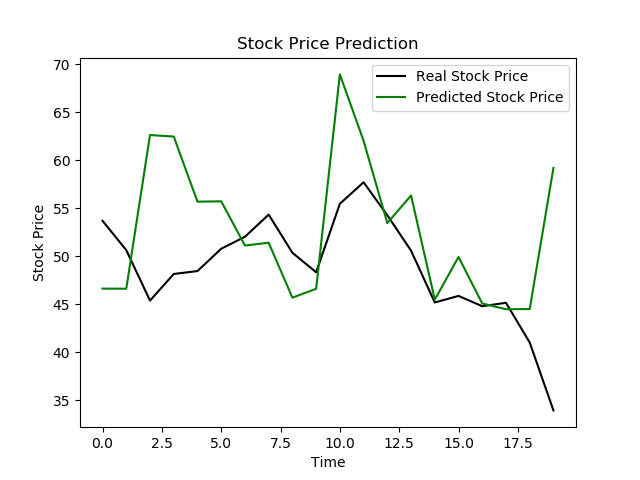 Stock Price Prediction
Real Stock Price
Predicted Stock Price
70
65
60
55
50
45
40
35
Stock Price
0.0 2.5 5.0 7.5 10.0 12.5 15.0 17.5
Time